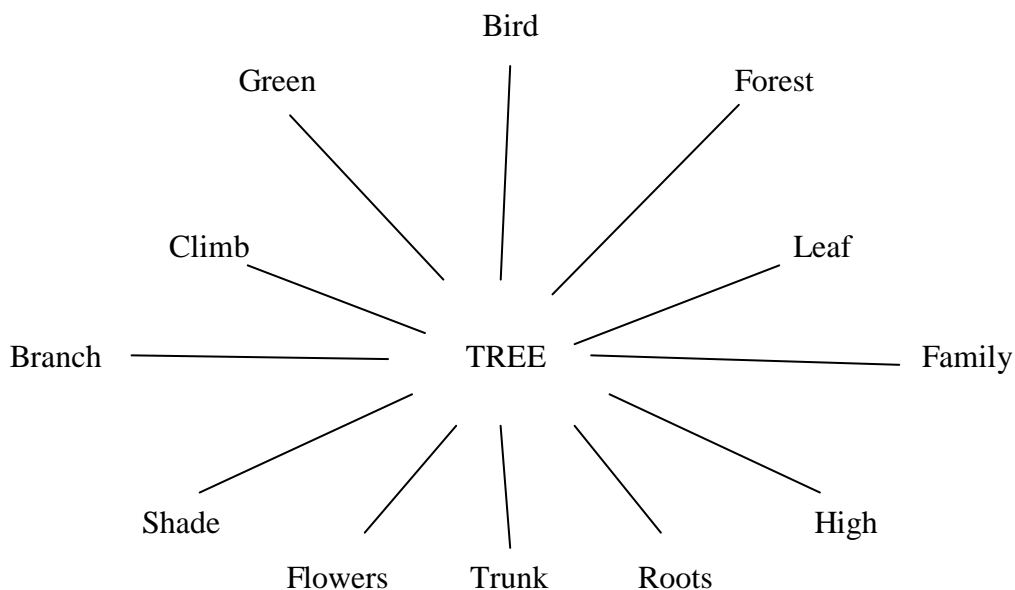 Bird
Green
Forest
Climb
Leaf
Branch
TREE
Family
Shade
High
Flowers
Trunk
Roots